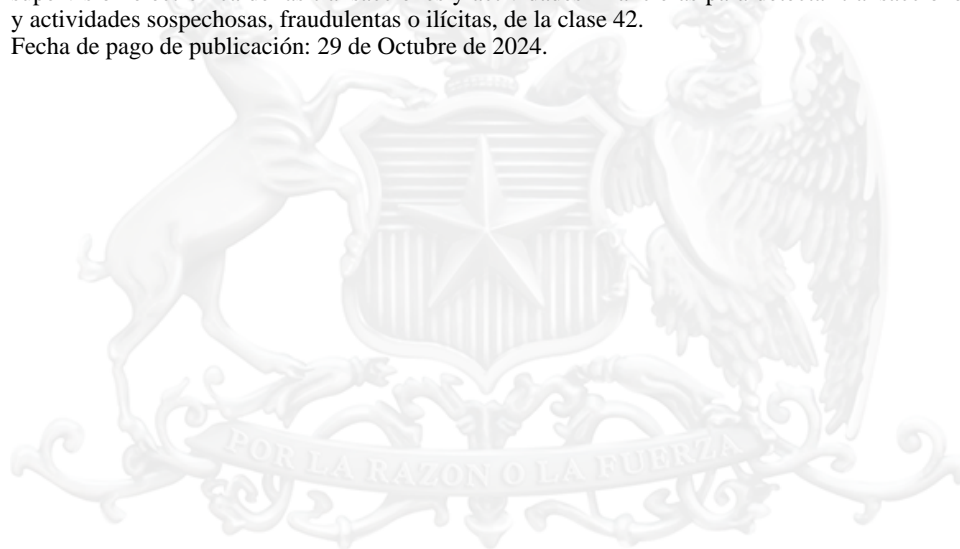 y actividades sospechosas, fraudulentas o ilícitas, de la clase 42.
Fecha de pago de publicación: 29 de Octubre de 2024.
POR LA RAZON O LA FUERZA